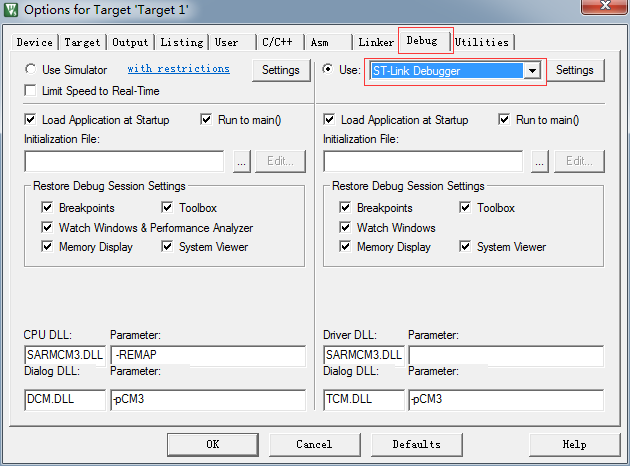 Options for Target 'Target 1'
Device Target Output Listing User C/C++ Asm Linker Debug Utilities
Use Simulator with restrictions Settings
Use: ST-Link Debugger Settings
Limit Speed to Real-Time
Load Application at Startup Run to main()
Load Application at Startup Run to main()
Initialization File:
Initialization File:
... Edit...
... Edit...
Restore Debug Session Settings
Breakpoints Toolbox
Watch Windows & Performance Analyzer
Memory Display System Viewer
Restore Debug Session Settings
Breakpoints Toolbox
Watch Windows
Memory Display System Viewer
CPU DLL: Parameter:
SARMCM3.DLL -REMAP
Dialog DLL: Parameter:
DCM.DLL -pCM3
Driver DLL: Parameter:
SARMCM3.DLL
Dialog DLL: Parameter:
TCM.DLL -pCM3
OK Cancel Defaults Help